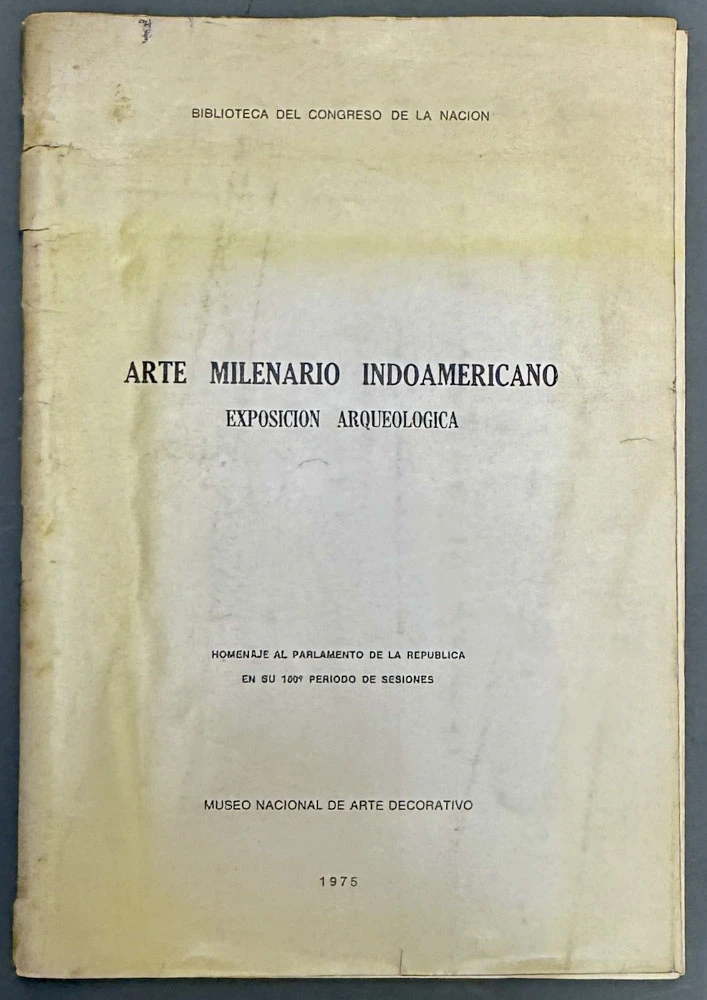 BIBLIOTECA DEL CONGRESO DE LA NACION
ARTE MILENARIO INDOAMERICANO
EXPOSICION ARQUEOLOGICA
HOMENAJE AL PARLAMENTO DE LA REPUBLICA
EN SU 100º PERIODO DE SESIONES
MUSEO NACIONAL DE ARTE DECORATIVO
1975